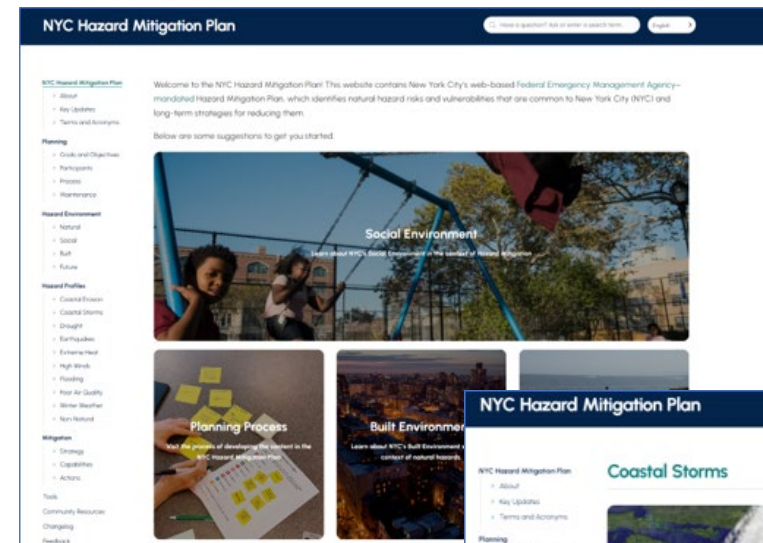 NYC Hazard Mitigation Plan
Have a question? Ask or enter a search term
English
NYC Hazard Mitigation Plan
About
Key Updates
Terms and Acronyms
Planning
Goals and Objectives
Participants
Process
Maintenance
Hazard Environment
Natural
Social
Built
Future
Hazard Profiles
Coastal Erosion
Coastal Storms
Drought
Earthquakes
Extreme Heat
High Winds
Flooding
Poor Air Quality
Winter Weather
Non-Natural
Mitigation
Strategy
Capabilities
Actions
Tools
Community Resources
Changelog
Feedback
Welcome to the NYC Hazard Mitigation Plan! This website contains New York City's web-based Federal Emergency Management Agency–
mandated Hazard Mitigation Plan, which identifies natural hazard risks and vulnerabilities that are common to New York City (NYC) and
long-term strategies for reducing them.
Below are some suggestions to get you started.
Social Environment
Learn about NYC's Social Environment in the context of Hazard Mitigation
Planning Process
Visit the process of developing the content in the
NYC Hazard Mitigation Plan
Built Environmen
Learn about NYC's Built Environment
context of natural hazards
NYC Hazard Mitigation Plan
NYC Hazard Mitigation Plan
About
Key Updates
Terms and Acronyms
Planning
Coastal Storms